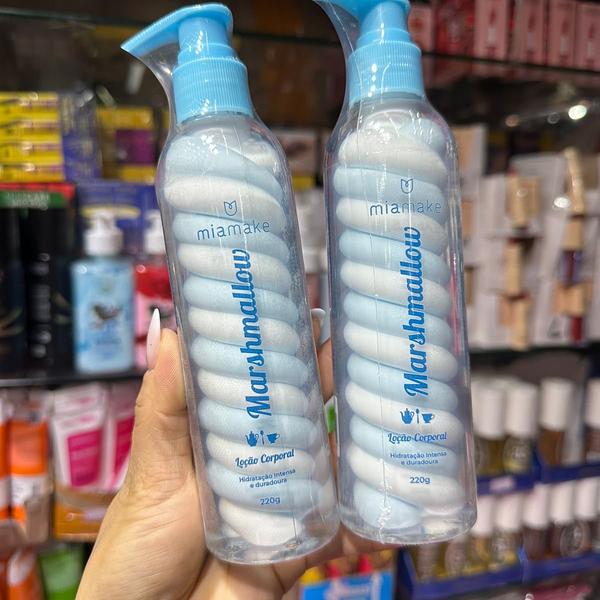 miamake
Marshmallow
Loção Corporal
Hidratação Intensa
e duradoura
220g
miamake
Marshmallow
Loção Corporal
Hidratação Intensa
e duradoura
220g